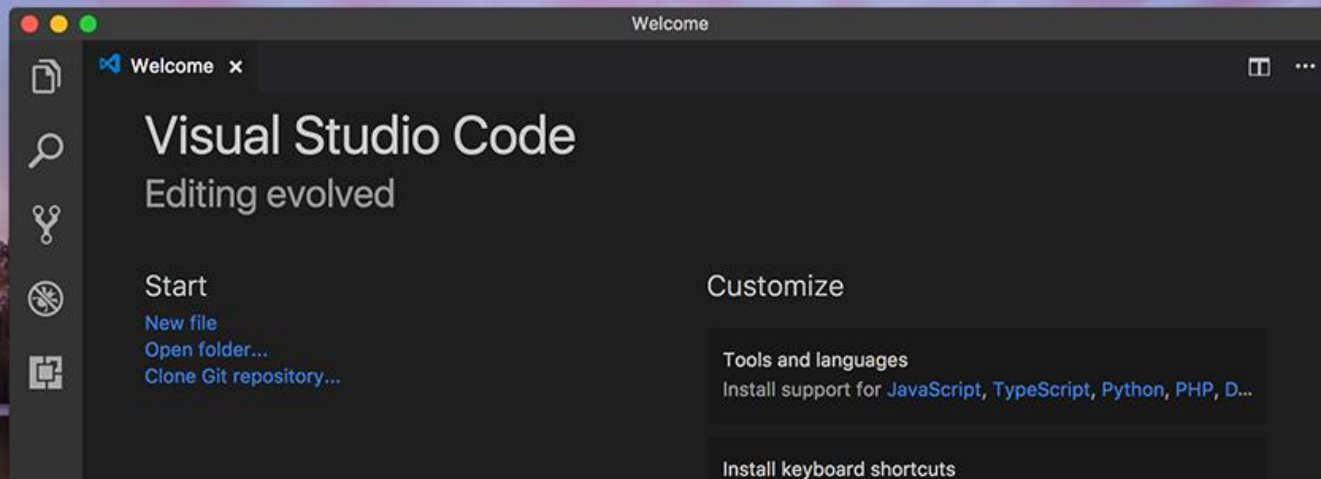 Welcome
Welcome
Visual Studio Code
Editing evolved
Start
New file
Open folder...
Clone Git repository...
Customize
Tools and languages
Install support for JavaScript, TypeScript, Python, PHP, D...
Install keyboard shortcuts